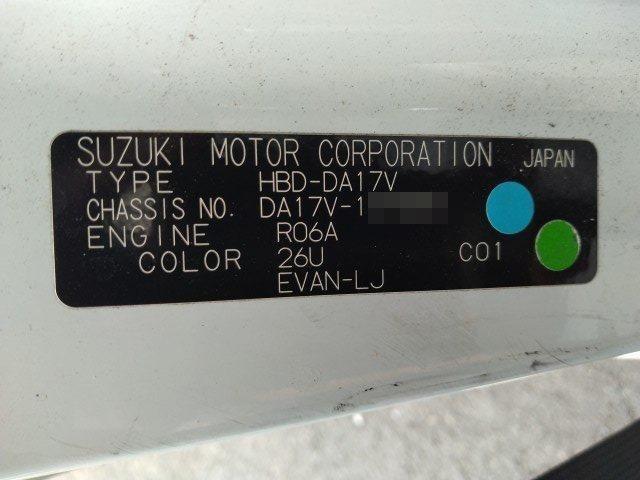 SUZUKI MOTOR CORPORATION JAPAN
TYPE HBD-DA17V
CHASSIS NO. DA17V-1
ENGINE R06A
COLOR 26U C01
EVAN-LJ